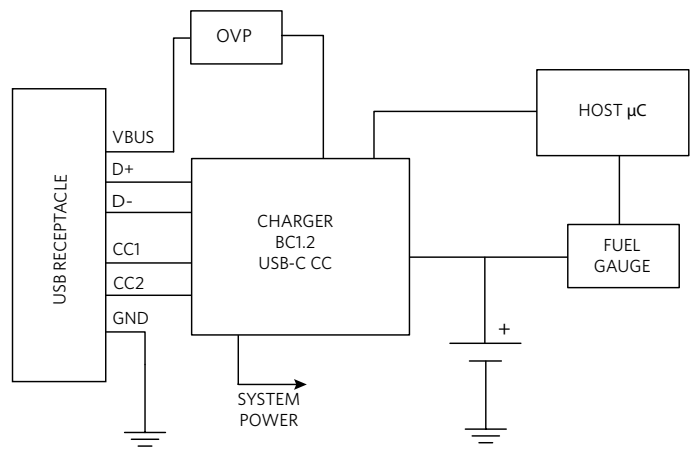 OVP
HOST µC
VBUS
D+
D-
CC1
CC2
GND
USB RECEPTACLE
CHARGER
BC1.2
USB-C CC
FUEL
GAUGE
+
SYSTEM
POWER